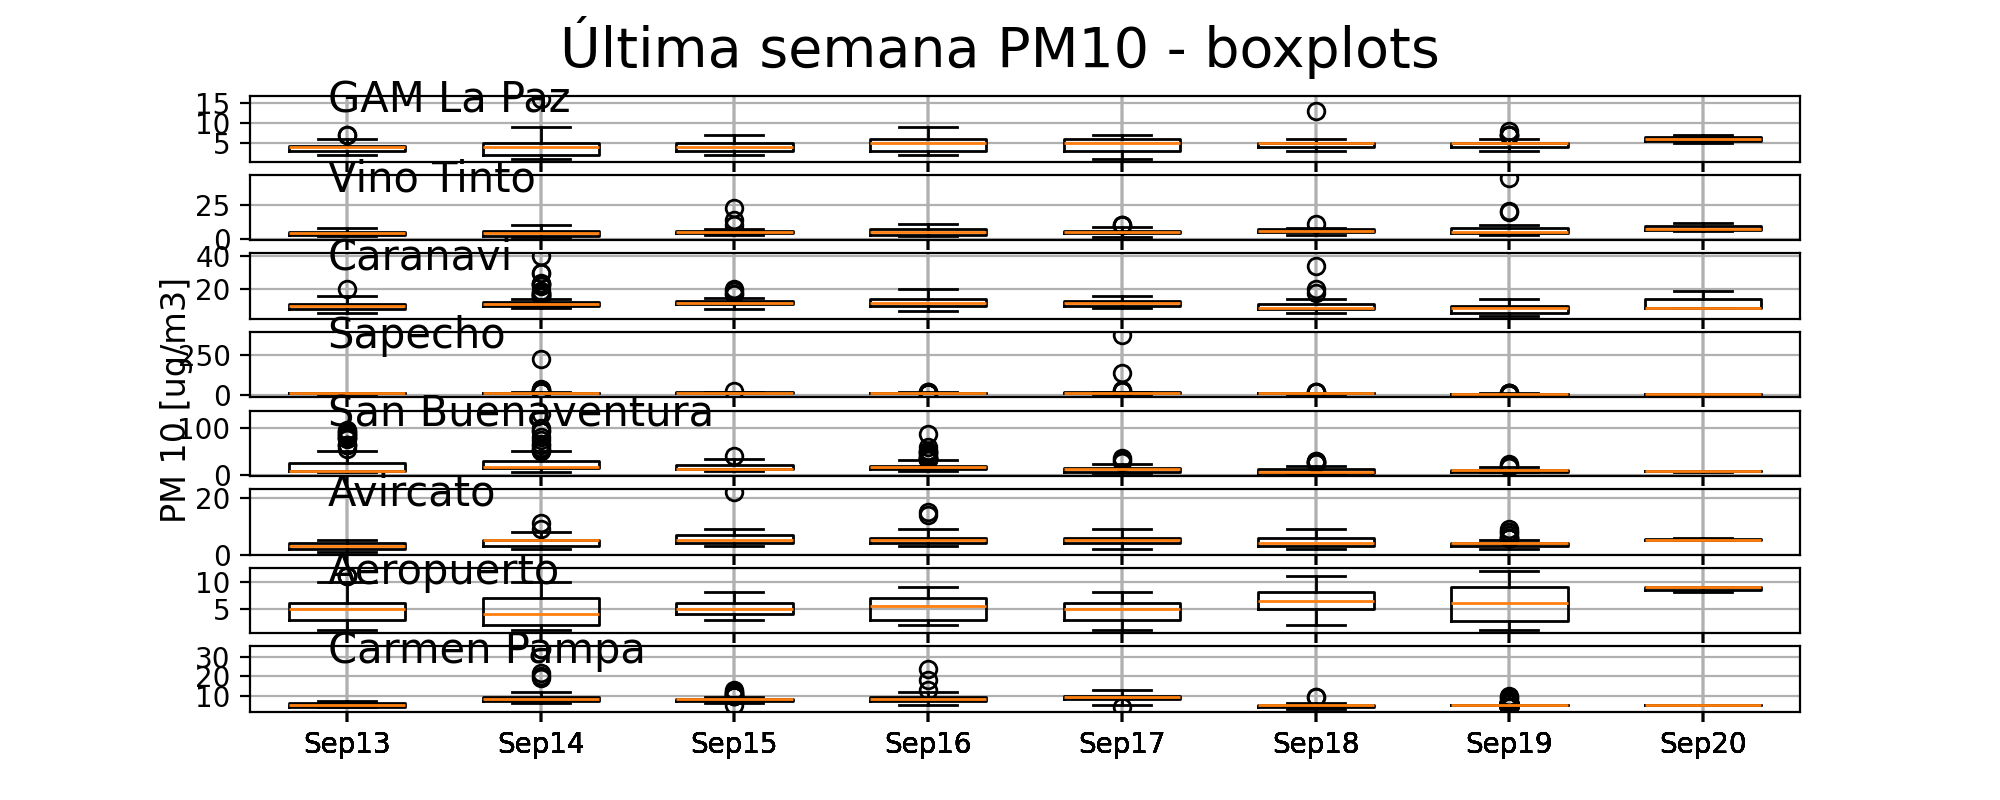 Última semana PM10 - boxplots
GAM La Paz
15
10
5
Vino Tinto
25
0
Caranavi
40
20
Sapecho
250
0
San Buenaventura
100
0
Avircato
20
0
Aeropuerto
10
5
Carmen Pampa
30
20
10
PM 10 [ug/m3]
Sep13 Sep14 Sep15 Sep16 Sep17 Sep18 Sep19 Sep20